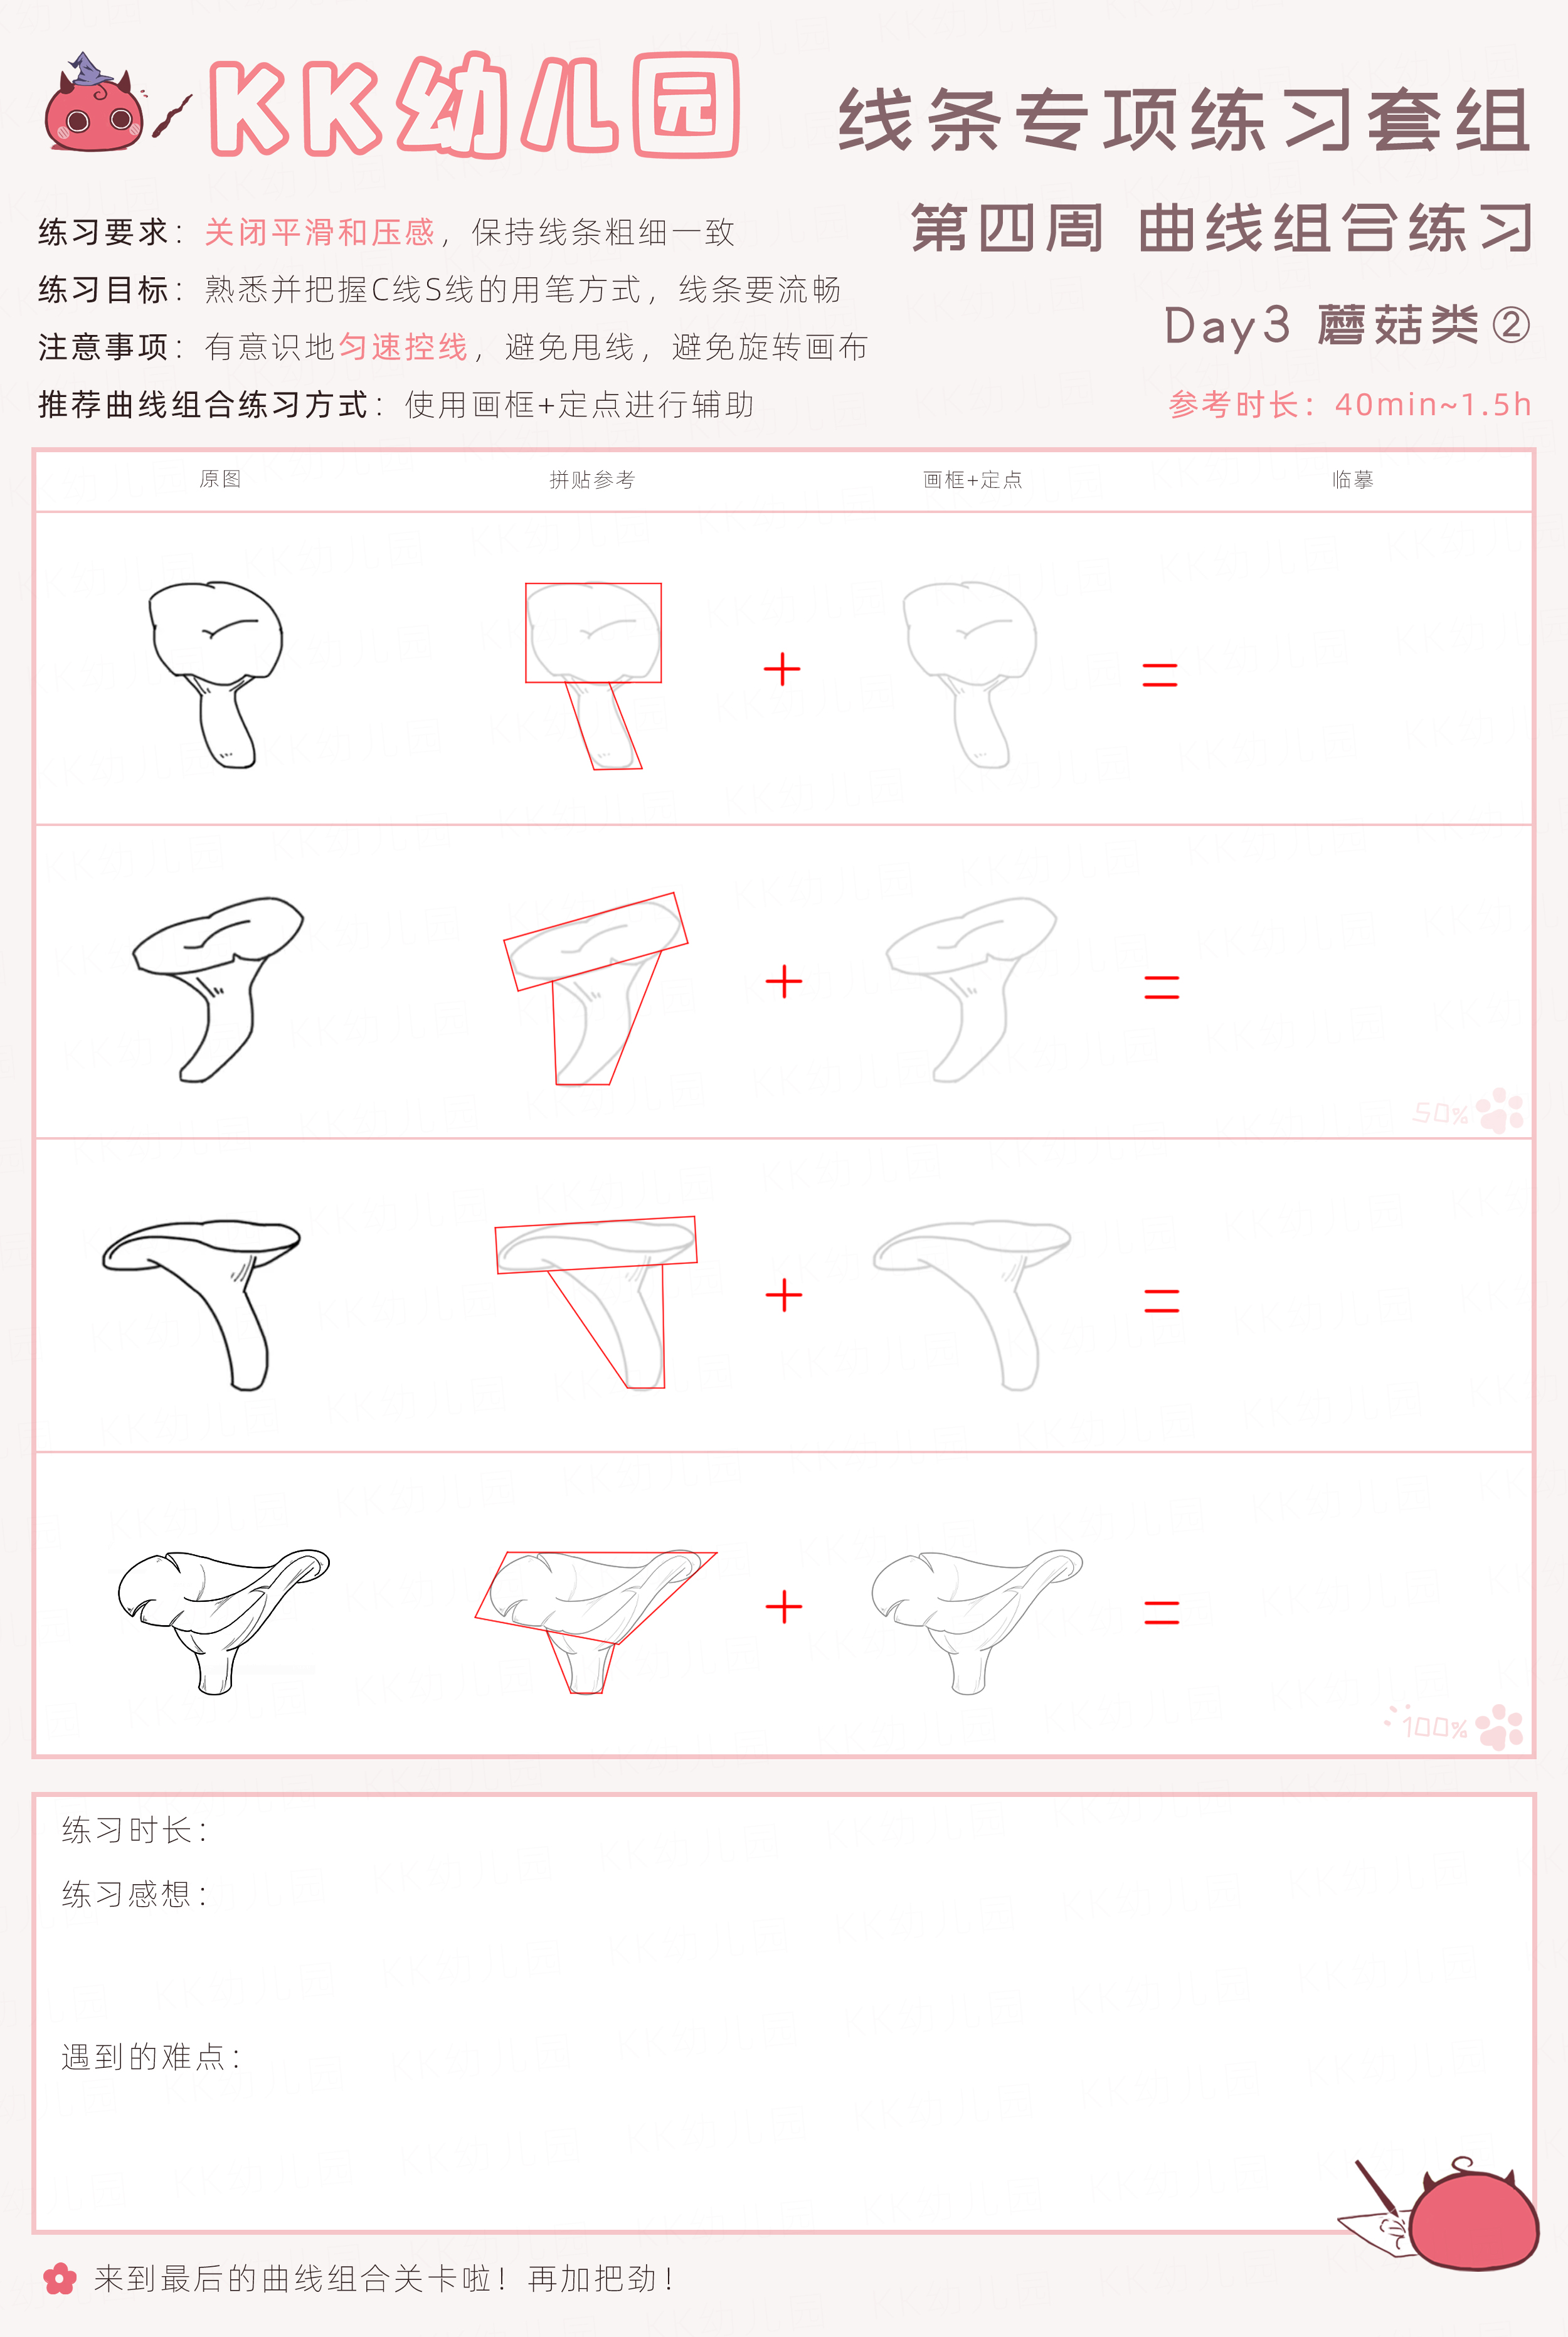 KK幼儿园
线条专项练习套组
第四周 曲线组合练习
Day3 蘑菇类②
参考时长：40min~1.5h
练习要求：关闭平滑和压感，保持线条粗细一致
练习目标：熟悉并把握C线S线的用笔方式，线条要流畅
注意事项：有意识地匀速控线，避免甩线，避免旋转画布
推荐曲线组合练习方式：使用画框+定点进行辅助
原图 拼贴参考 画框+定点 临摹
+ =
+ =
50%
+ =
+ =
100%
练习时长：
练习感想：
遇到的难点：
来到最后的曲线组合关卡啦！再加把劲！